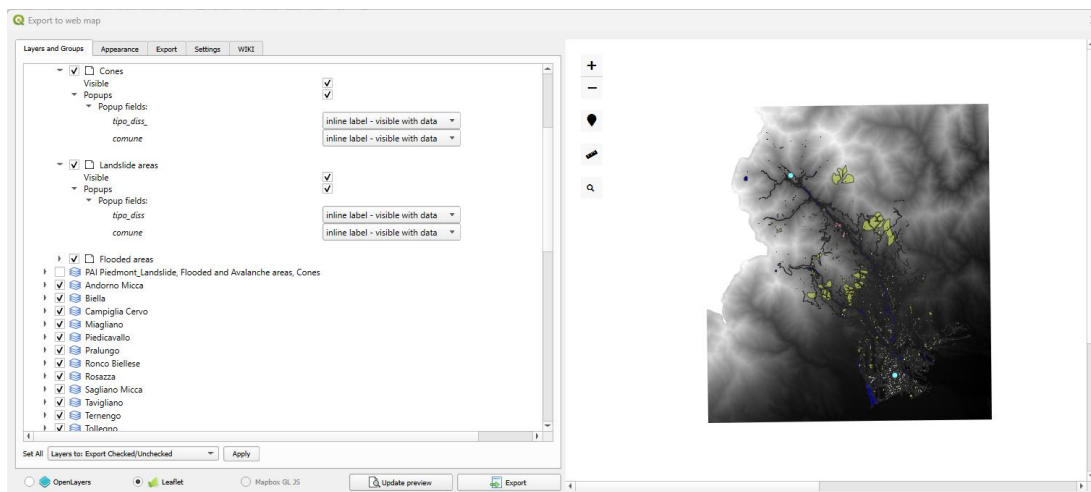 Export to web map
Layers and Groups Appearance Export Settings WIKI
Cones
Visible
Popups
Popup fields:
tipo_diss_ inline label - visible with data
comune inline label - visible with data
Landslide areas
Visible
Popups
Popup fields:
tipo_diss inline label - visible with data
comune inline label - visible with data
Flooded areas
PAI Piedmont_Landslide, Flooded and Avalanche areas, Cones
Andorno Micca
Biella
Campiglia Cervo
Miagliano
Piedicavallo
Pralungo
Ronco Biellese
Rosazza
Sagliano Micca
Tavigliano
Ternengo
Tollegno
Set All Layers to: Export Checked/Unchecked Apply
OpenLayers Leaflet Mapbox GL JS Update preview Export